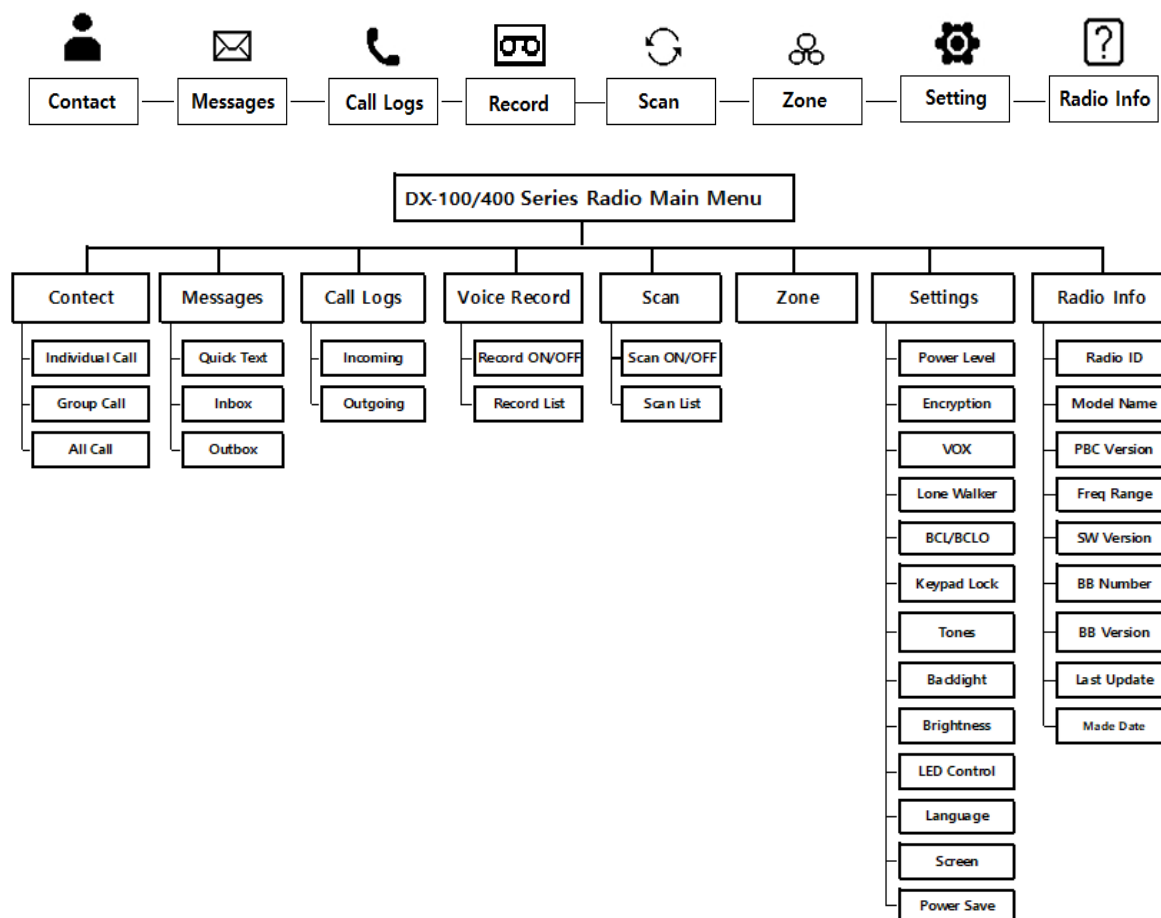 Contact
Messages
Call Logs
Record
Scan
Zone
Setting
?
Radio Info
DX-100/400 Series Radio Main Menu
Contect
Messages
Call Logs
Voice Record
Scan
Zone
Settings
Radio Info
Individual Call
Group Call
All Call
Quick Text
Inbox
Outbox
Incoming
Outgoing
Record ON/OFF
Record List
Scan ON/OFF
Scan List
Power Level
Encryption
VOX
Lone Walker
BCL/BCLO
Keypad Lock
Tones
Backlight
Brightness
LED Control
Language
Screen
Power Save
Radio ID
Model Name
PBC Version
Freq Range
SW Version
BB Number
BB Version
Last Update
Made Date